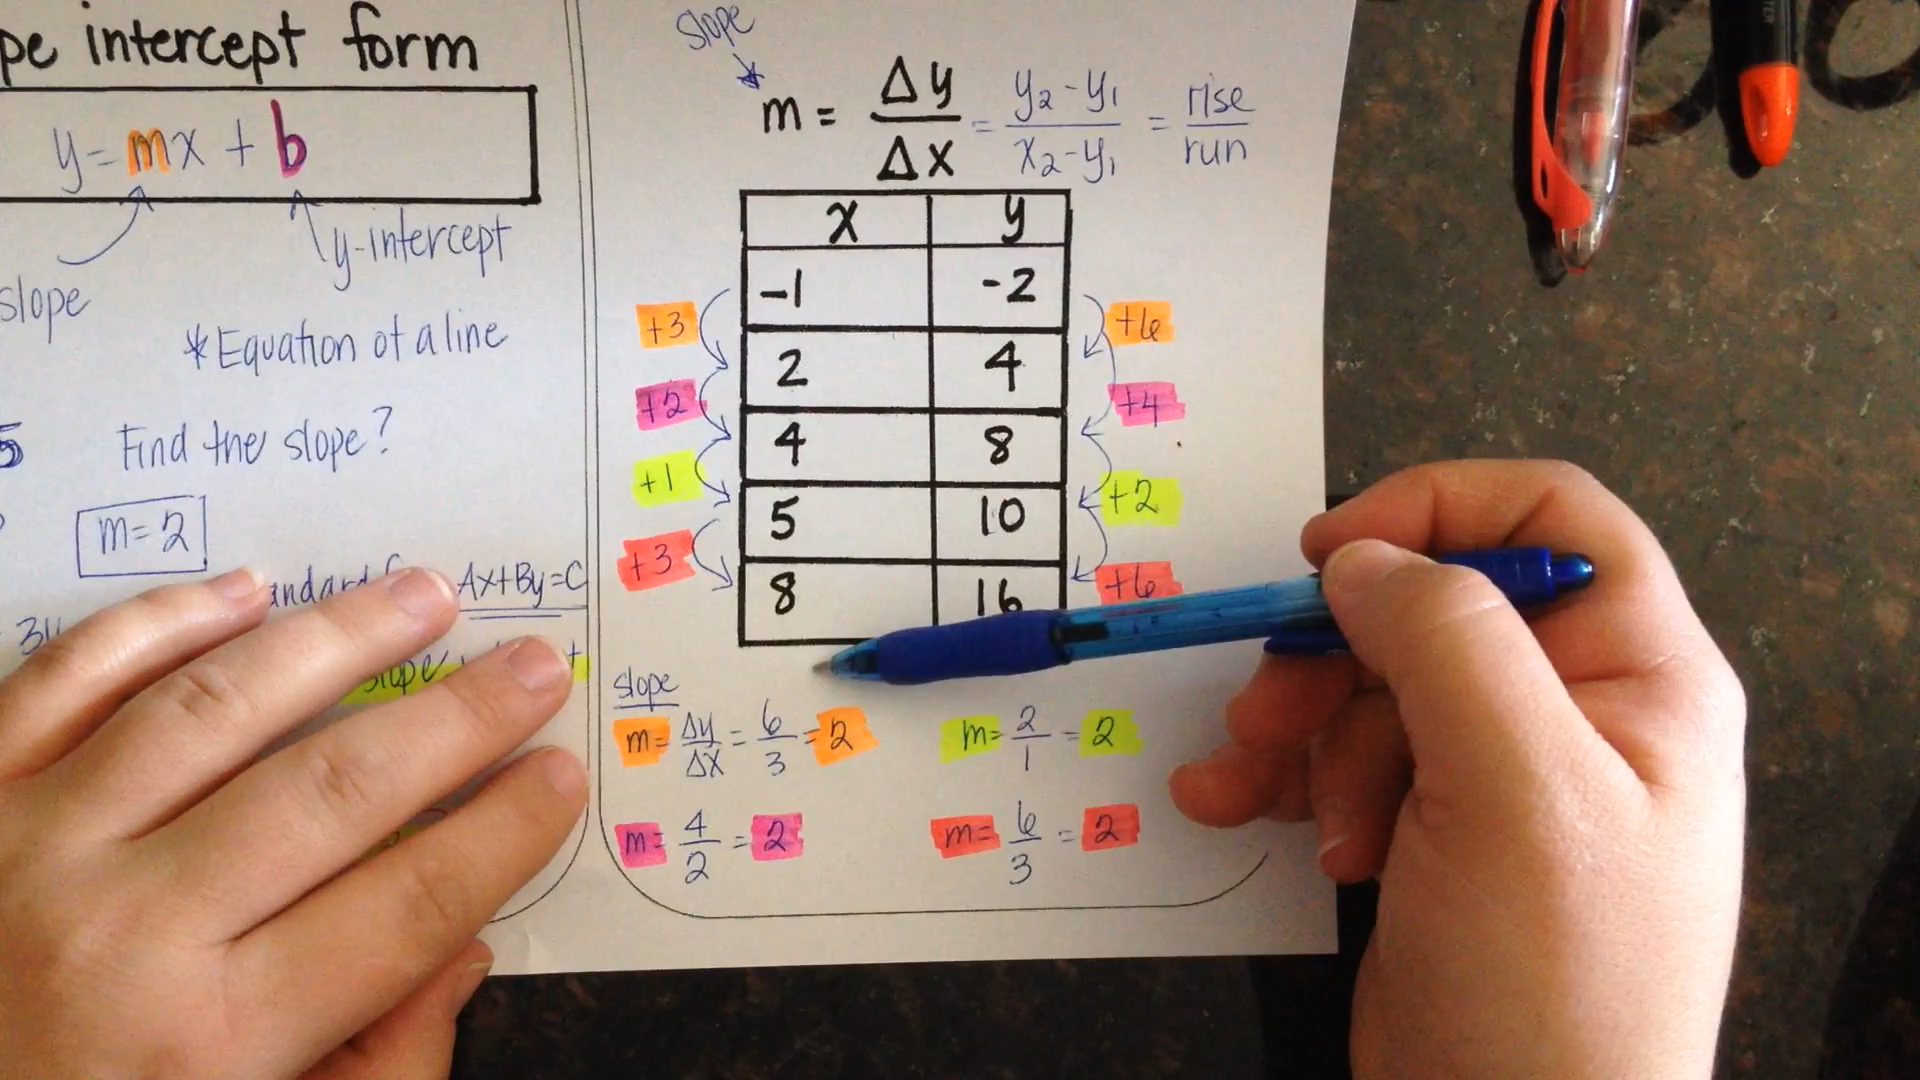 pe intercept form
y=mx + b
y-intercept
slope
*Equation of a line
5
Find the slope?
m=2
andard Ax+By=C
3y
slope
slope
m = Δy/Δx = y2-y1/x2-y1 = rise/run
x y
-1 -2
+3 +6
2 4
+2 +4
4 8
+1 +2
5 10
+3 +6
8 16
slope
m= Δy/Δx = 6/3 = 2
m= 2/1 = 2
m= 4/2 = 2
m= 6/3 = 2